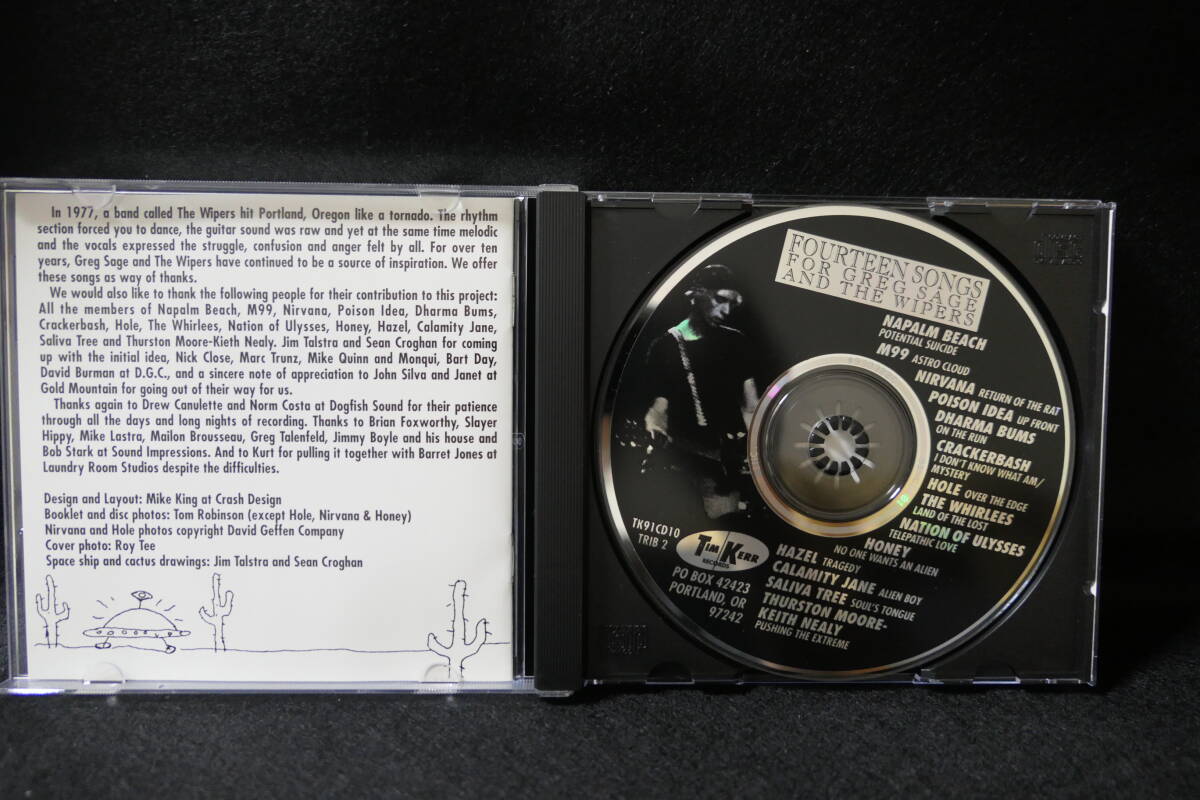 In 1977, a band called The Wipers hit Portland, Oregon like a tornado. The rhythm
section forced you to dance, the guitar sound was raw and yet at the same time melodic
and the vocals expressed the struggle, confusion and anger felt by all. For over ten
years, Greg Sage and The Wipers have continued to be a source of inspiration. We offer
these songs as way of thanks.
We would also like to thank the following people for their contribution to this project:
All the members of Napalm Beach, M99, Nirvana, Poison Idea, Dharma Bums,
Crackerbash, Hole, The Whirlees, Nation of Ulysses, Honey, Hazel, Calamity Jane,
Saliva Tree and Thurston Moore-Kieth Nealy. Jim Talstra and Sean Croghan for coming
up with the initial idea, Nick Close, Marc Trunz, Mike Quinn and Monqui, Bart Day,
David Burman at D.G.C., and a sincere note of appreciation to John Silva and Janet at
Gold Mountain for going out of their way for us.
Thanks again to Drew Canulette and Norm Costa at Dogfish Sound for their patience
through all the days and long nights of recording. Thanks to Brian Foxworthy, Slayer
Hippy, Mike Lastra, Mailon Brousseau, Greg Talenfeld, Jimmy Boyle and his house and
Bob Stark at Sound Impressions. And to Kurt for pulling it together with Barret Jones at
Laundry Room Studios despite the difficulties.
Design and Layout: Mike King at Crash Design
Booklet and disc photos: Tom Robinson (except Hole, Nirvana & Honey)
Nirvana and Hole photos copyright David Geffen Company
Cover photo: Roy Tee
Space ship and cactus drawings: Jim Talstra and Sean Croghan
FOURTEEN SONGS
FOR GREG SAGE
AND THE WIPERS
NAPALM BEACH
POTENTIAL SUICIDE
M99 ASTRO CLOUD
NIRVANA RETURN OF THE RAT
POISON IDEA UP FRONT
DHARMA BUMS
ON THE RUN
CRACKERBASH
I DON'T KNOW WHAT AM/
MYSTERY
HOLE OVER THE EDGE
THE WHIRLEES
LAND OF THE LOST
NATION OF ULYSSES
TELEPATHIC LOVE
HONEY
NO ONE WANTS AN ALIEN
HAZEL TRAGEDY
CALAMITY JANE ALIEN BOY
SALIVA TREE SOUL'S TONGUE
THURSTON MOORE-
KEITH NEALY
PUSHING THE EXTREME
TK91CD10
TRIB 2
TIM KERR
RECORDS
PO BOX 42423
PORTLAND, OR
97242